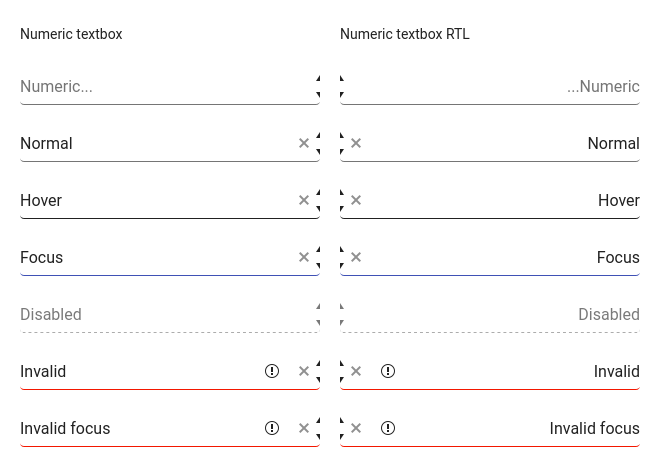 Numeric textbox
Numeric...
Normal
Hover
Focus
Disabled
Invalid
Invalid focus
Numeric textbox RTL
...Numeric
Normal
Hover
Focus
Disabled
Invalid
Invalid focus